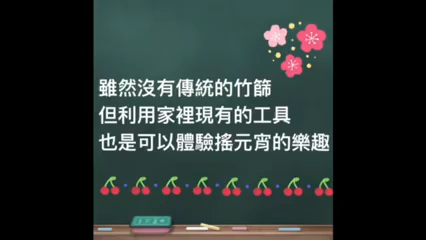 雖然沒有傳統的竹篩
但利用家裡現有的工具
也是可以體驗搖元宵的樂趣